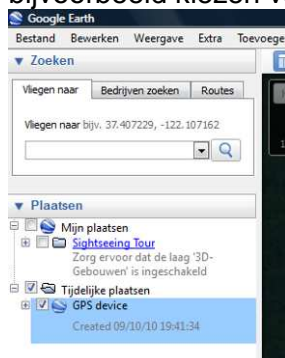 Google Earth
Bestand Bewerken Weergave Extra Toevoege
Zoeken
Vliegen naar Bedrijven zoeken Routes
Vliegen naar bijv. 37.407229, -122.107162
Plaatsen
Mijn plaatsen
Sightseeing Tour
Zorg ervoor dat de laag '3D-
Gebouwen' is ingeschakeld
Tijdelijke plaatsen
GPS device
Created 09/10/10 19:41:34